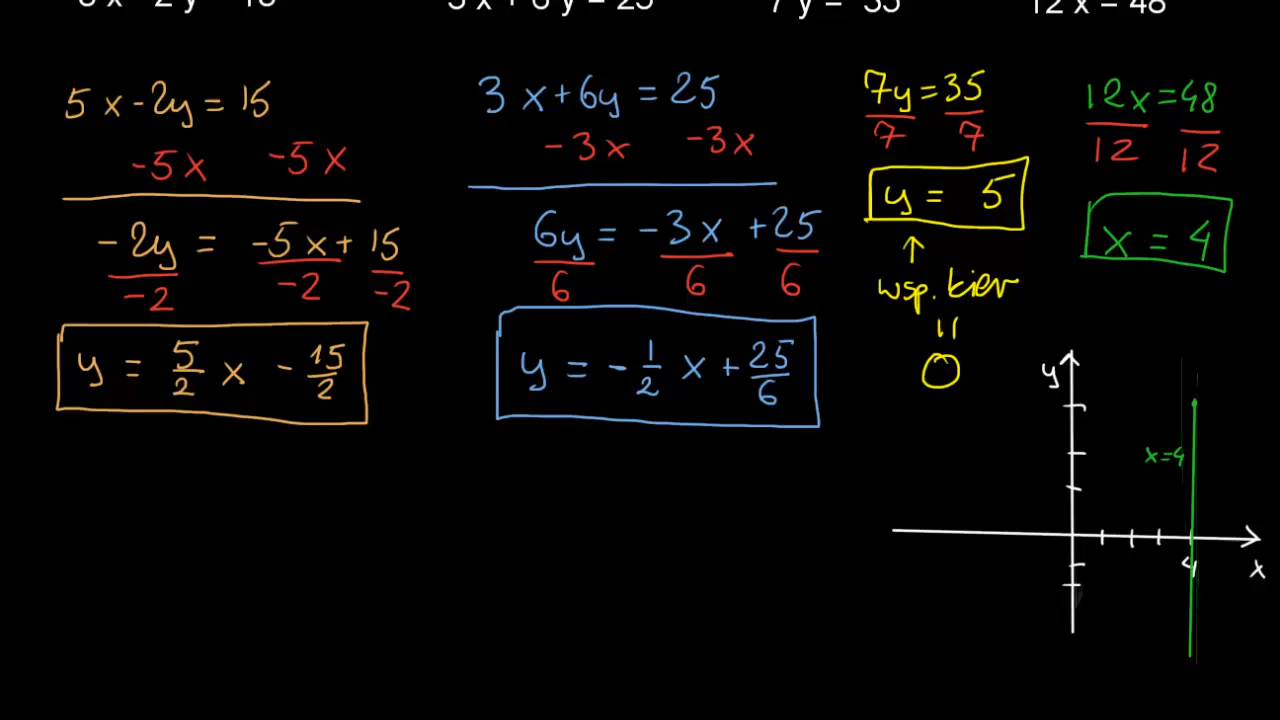 5 x - 2y = 15
-5x -5x
-2y = -5x + 15
-2 -2 -2
y = 5/2 x - 15/2
3 x + 6y = 25
-3x -3x
6y = -3x + 25
6 6 6
y = -1/2 x + 25/6
7y = 35
7 7
y = 5
↑
wsp. kier
=
0
12x = 48
12 12
x = 4
y
x=4
4
x